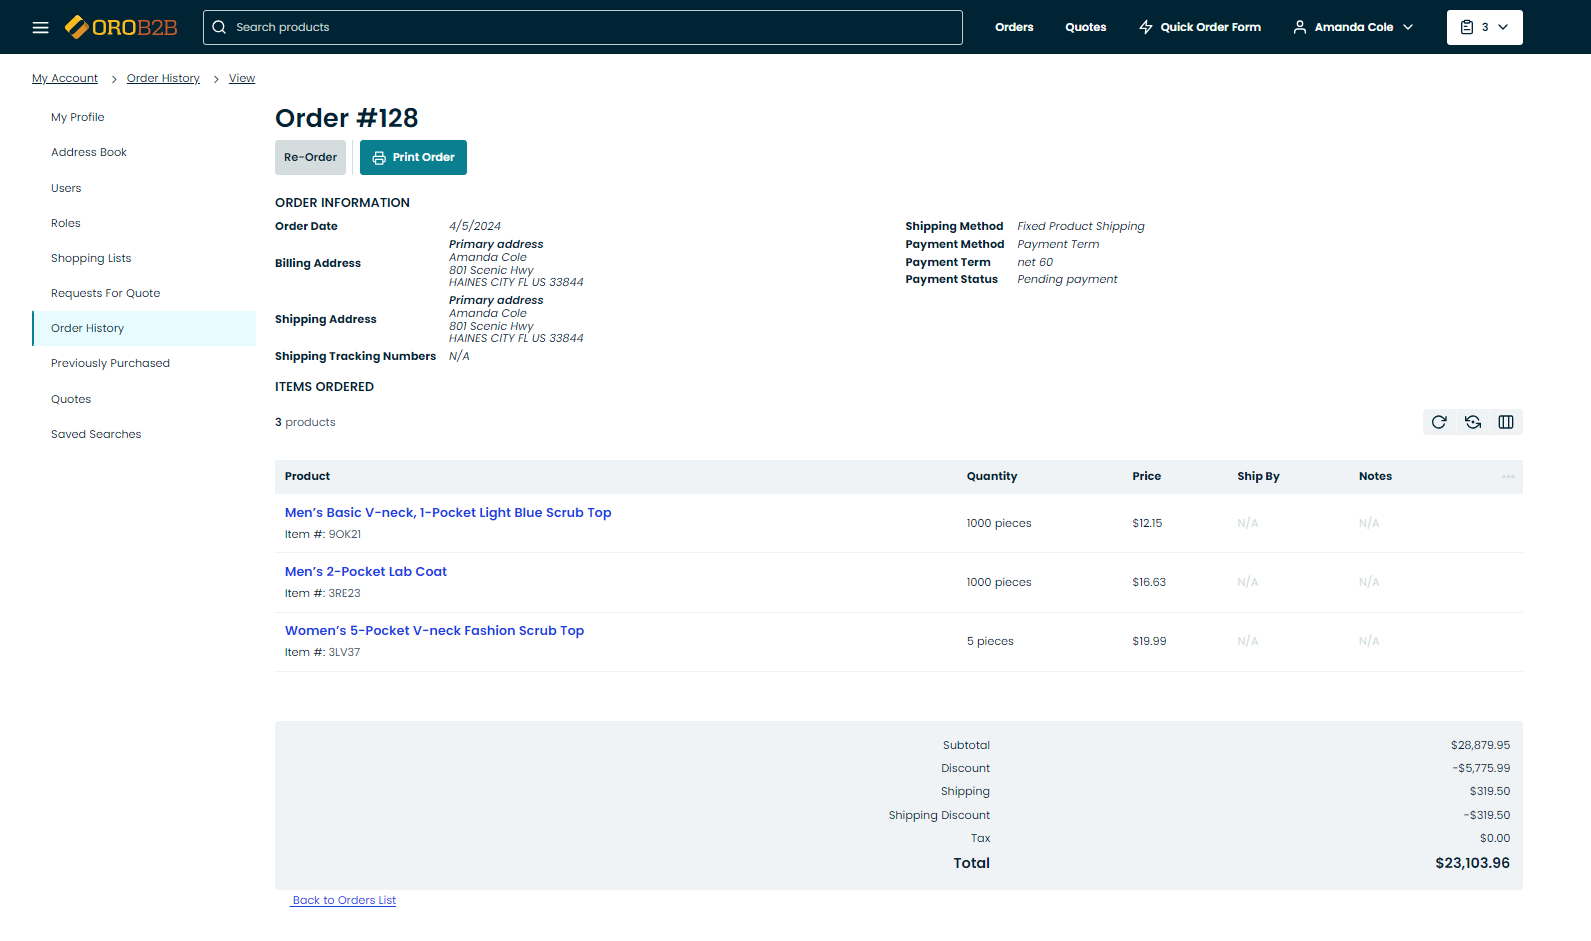 OROB2B
Search products
Orders
Quotes
Quick Order Form
Amanda Cole
3
My Account > Order History > View
My Profile
Address Book
Users
Roles
Shopping Lists
Requests For Quote
Order History
Previously Purchased
Quotes
Saved Searches
Order #128
Re-Order
Print Order
ORDER INFORMATION
Order Date 4/5/2024
Billing Address
Primary address
Amanda Cole
801 Scenic Hwy
HAINES CITY FL US 33844
Shipping Address
Primary address
Amanda Cole
801 Scenic Hwy
HAINES CITY FL US 33844
Shipping Tracking Numbers N/A
Shipping Method Fixed Product Shipping
Payment Method Payment Term
Payment Term net 60
Payment Status Pending payment
ITEMS ORDERED
3 products
Product Quantity Price Ship By Notes
Men’s Basic V-neck, 1-Pocket Light Blue Scrub Top
Item #: 9OK21
1000 pieces $12.15 N/A N/A
Men’s 2-Pocket Lab Coat
Item #: 3RE23
1000 pieces $16.63 N/A N/A
Women’s 5-Pocket V-neck Fashion Scrub Top
Item #: 3LV37
5 pieces $19.99 N/A N/A
Subtotal $28,879.95
Discount -$5,775.99
Shipping $319.50
Shipping Discount -$319.50
Tax $0.00
Total $23,103.96
Back to Orders List